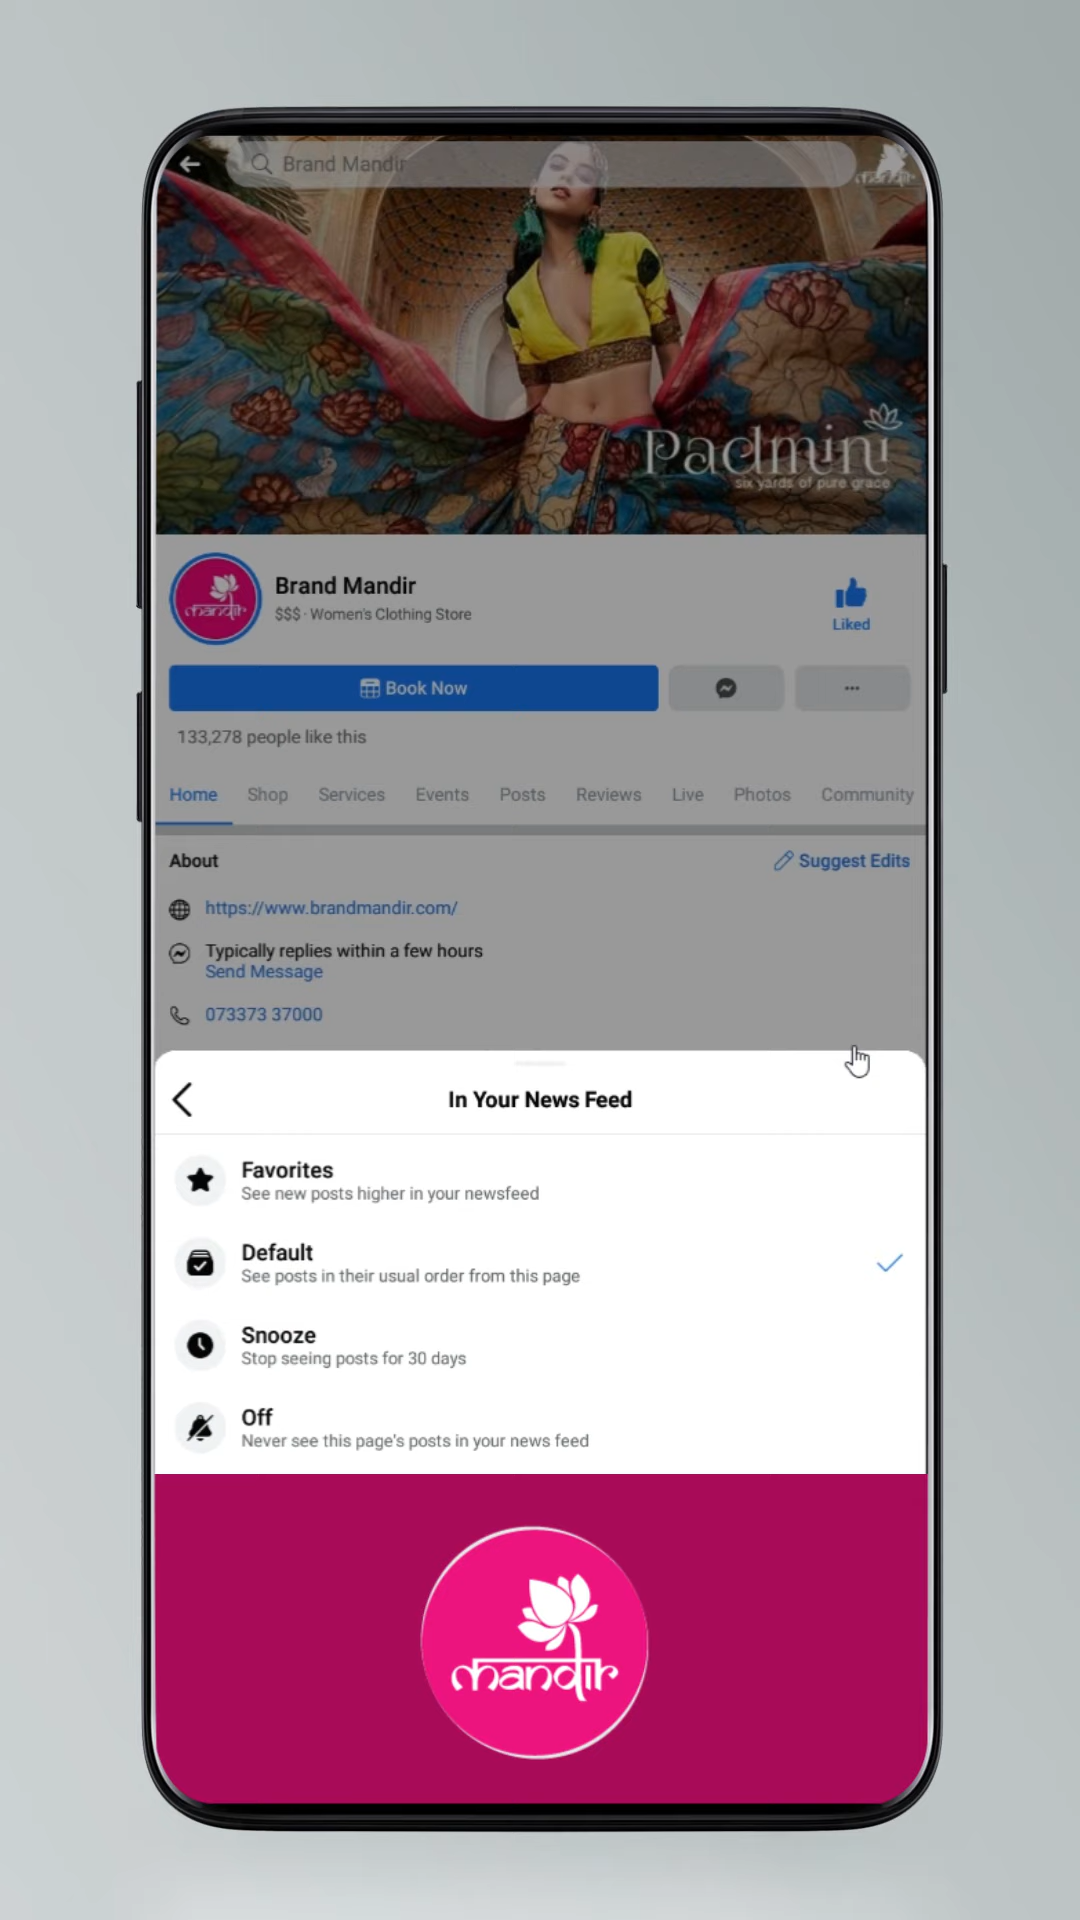 Brand Mandir
mandir
Padmini
six yards of pure grace
mandir
Brand Mandir
$$$ · Women's Clothing Store
Liked
Book Now
133,278 people like this
Home Shop Services Events Posts Reviews Live Photos Community
About
Suggest Edits
https://www.brandmandir.com/
Typically replies within a few hours
Send Message
073373 37000
In Your News Feed
Favorites
See new posts higher in your newsfeed
Default
See posts in their usual order from this page
Snooze
Stop seeing posts for 30 days
Off
Never see this page's posts in your news feed
mandir